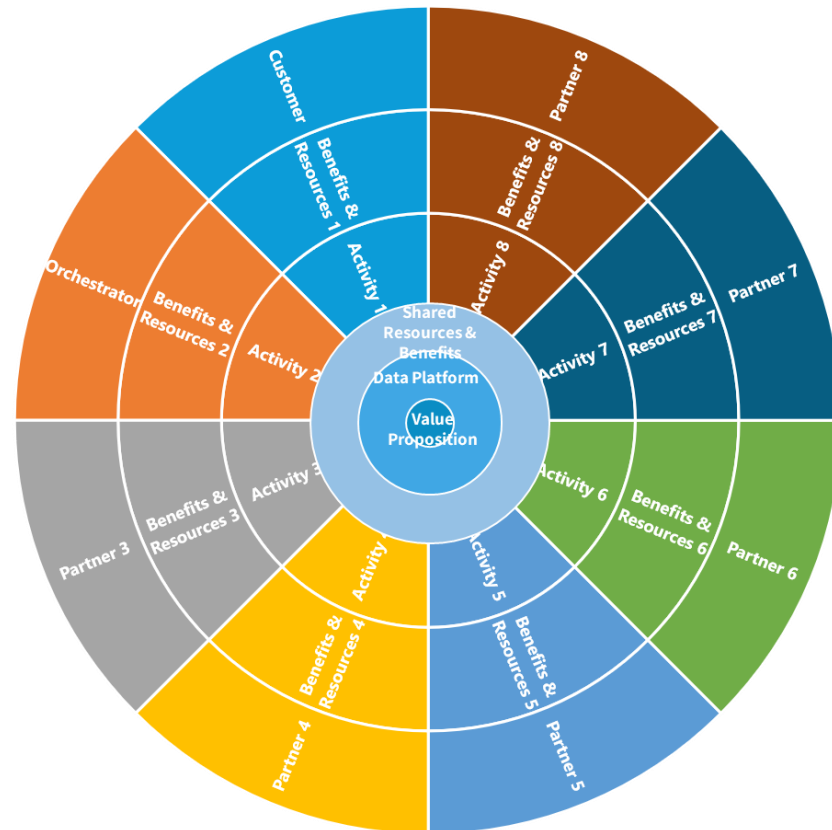 Customer
Benefits &
Resources 1
Activity 1
Partner 8
Benefits &
Resources 8
Activity 8
Partner 7
Benefits &
Resources 7
Activity 7
Partner 6
Benefits &
Resources 6
Activity 6
Partner 5
Benefits &
Resources 5
Activity 5
Partner 4
Benefits &
Resources 4
Activity
Partner 3
Benefits &
Resources 3
Activity 3
Orchestrator
Benefits &
Resources 2
Activity 2
Shared
Resources &
Benefits
Data Platform
Value
Proposition